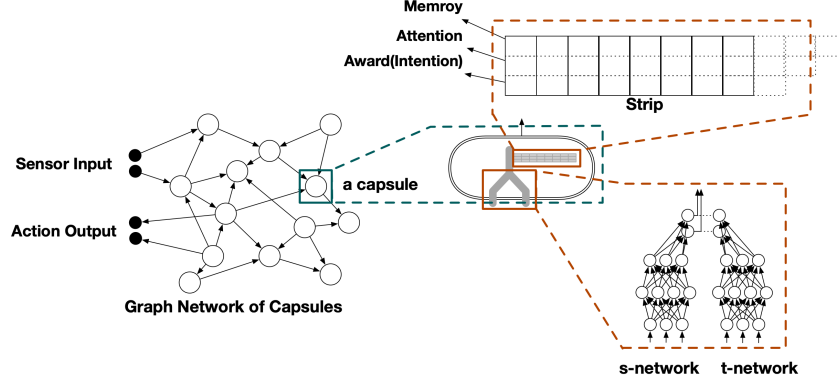 Memroy
Attention
Award(Intention)
Strip
Sensor Input
a capsule
Action Output
Graph Network of Capsules
s-network
t-network